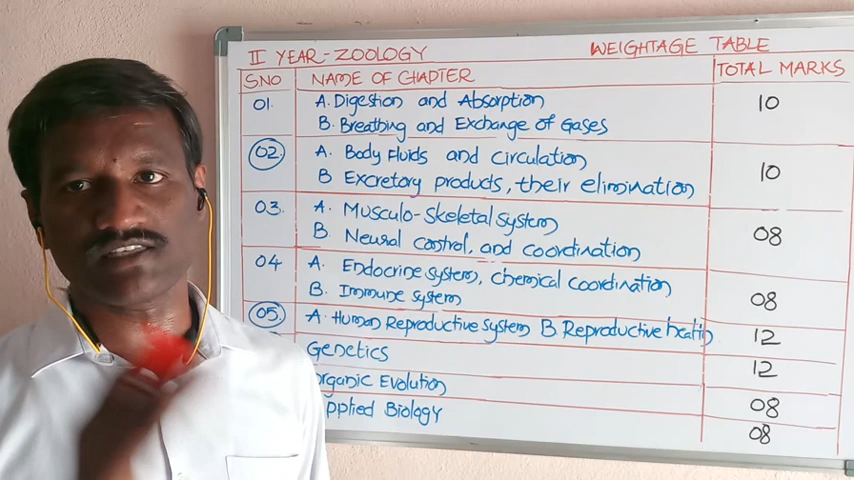 II YEAR-ZOOLOGY WEIGHTAGE TABLE
S.NO NAME OF CHAPTER TOTAL MARKS
01. A. Digestion and Absorption 10
B. Breathing and Exchange of Gases
02. A. Body Fluids and circulation 10
B Excretory products, their elimination
03. A. Musculo-Skeletal system 08
B. Neural control, and coordination
04 A. Endocrine system, chemical coordination
B. Immune system 08
05. A. Human Reproductive system B. Reproductive health 12
Genetics 12
organic Evolution 08
Applied Biology 08